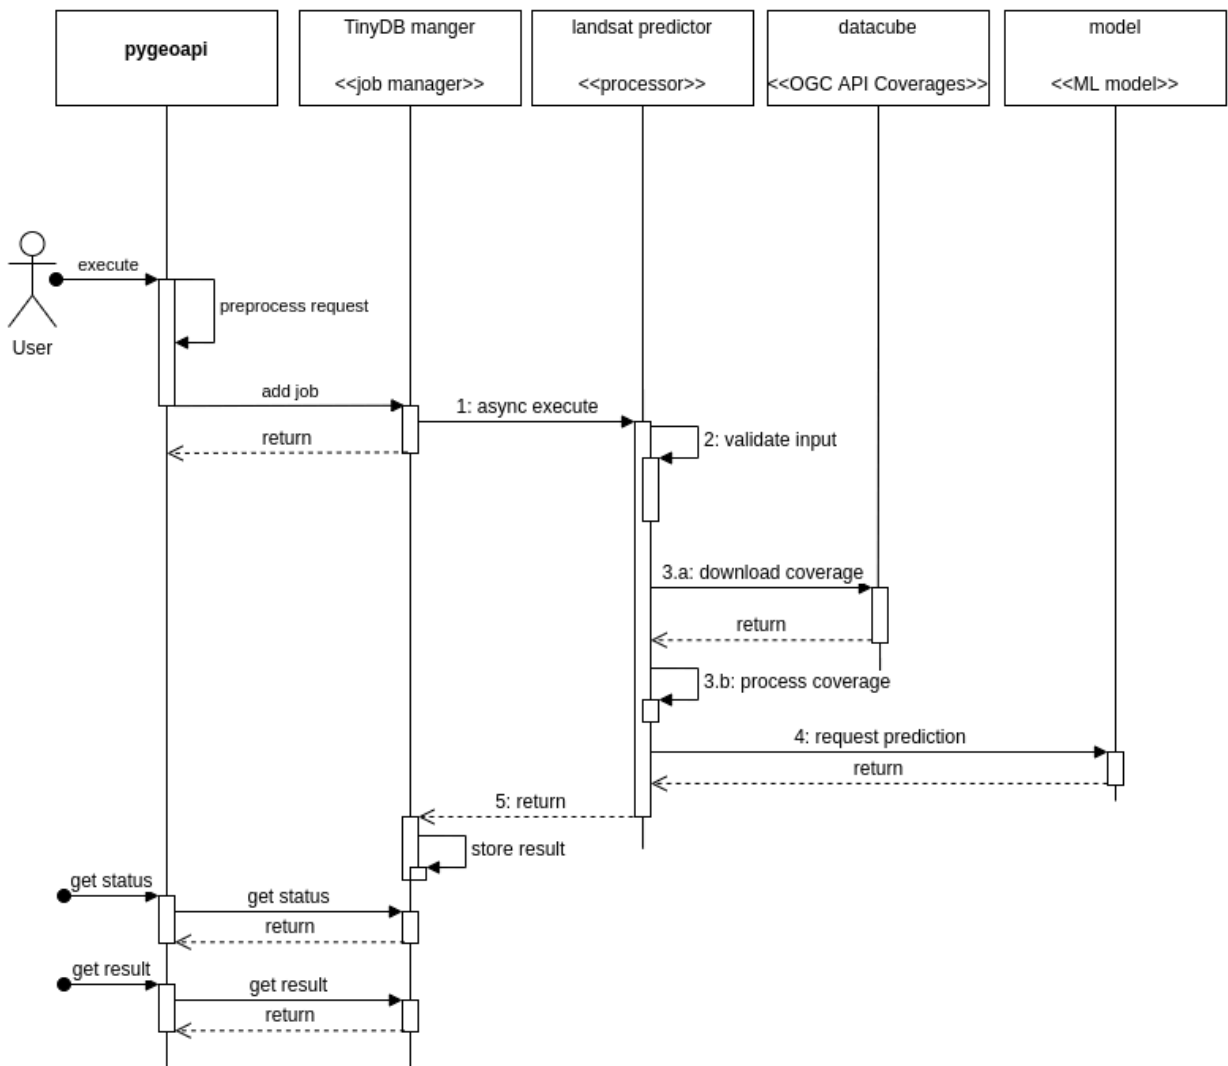 pygeoapi
TinyDB manger
<<job manager>>
landsat predictor
<<processor>>
datacube
<<OGC API Coverages>>
model
<<ML model>>
execute
preprocess request
User
add job
1: async execute
return
2: validate input
3.a: download coverage
return
3.b: process coverage
4: request prediction
return
5: return
store result
get status
get status
return
get result
get result
return